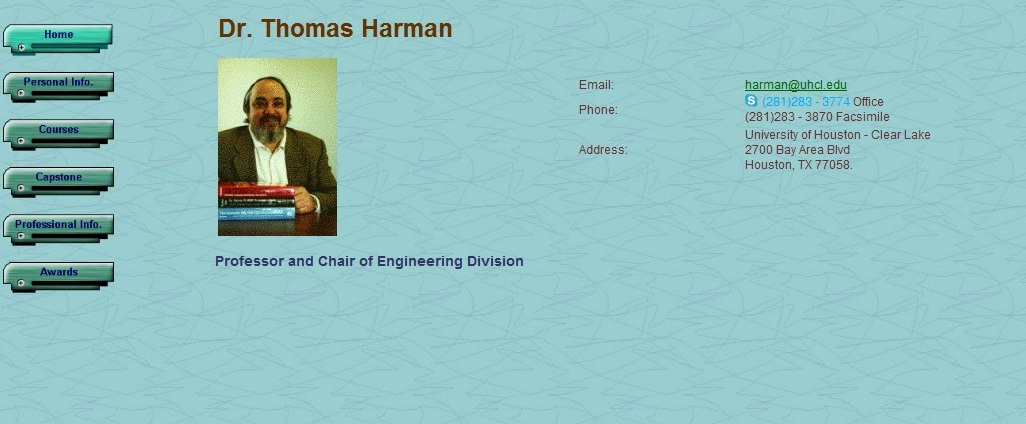 Dr. Thomas Harman
Home
Personal Info.
Courses
Capstone
Professional Info.
Awards
Email: harman@uhcl.edu
Phone: (281)283 - 3774 Office
(281)283 - 3870 Facsimile
Address: University of Houston - Clear Lake
2700 Bay Area Blvd
Houston, TX 77058.
Professor and Chair of Engineering Division